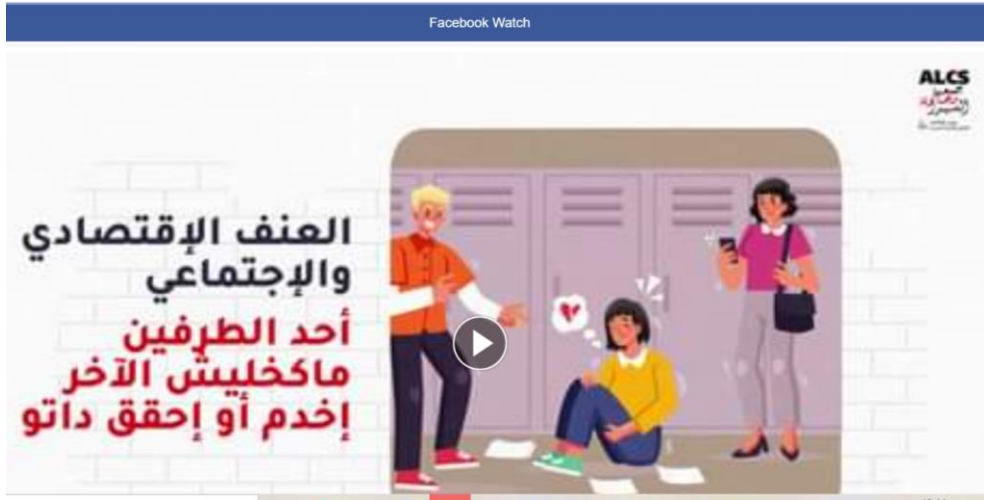 Facebook Watch
ALCS
العنف الإقتصادي
والإجتماعي
أحد الطرفين
ماكخليش الآخر
إخدم أو إحقق داتو